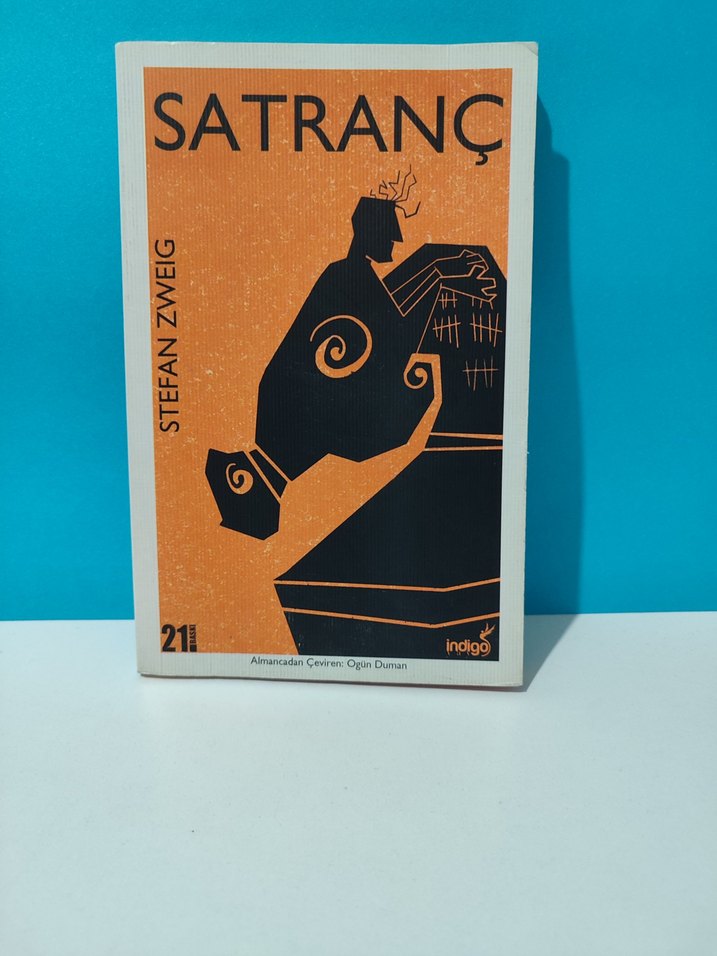 SATRANÇ
STEFAN ZWEIG
21. BASKI
indigo
Almancadan Çeviren: Ogün Duman